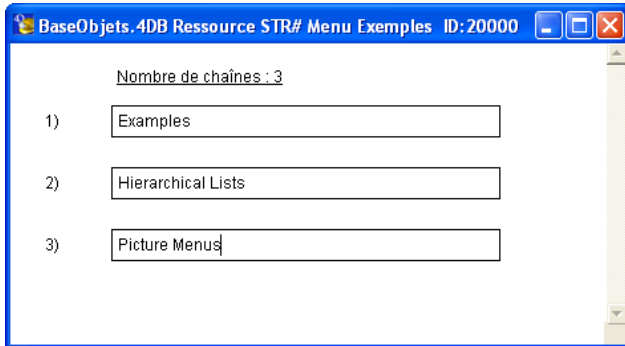 BaseObjets.4DB Ressource STR# Menu Exemples ID:20000
Nombre de chaînes : 3
1) Examples
2) Hierarchical Lists
3) Picture Menus